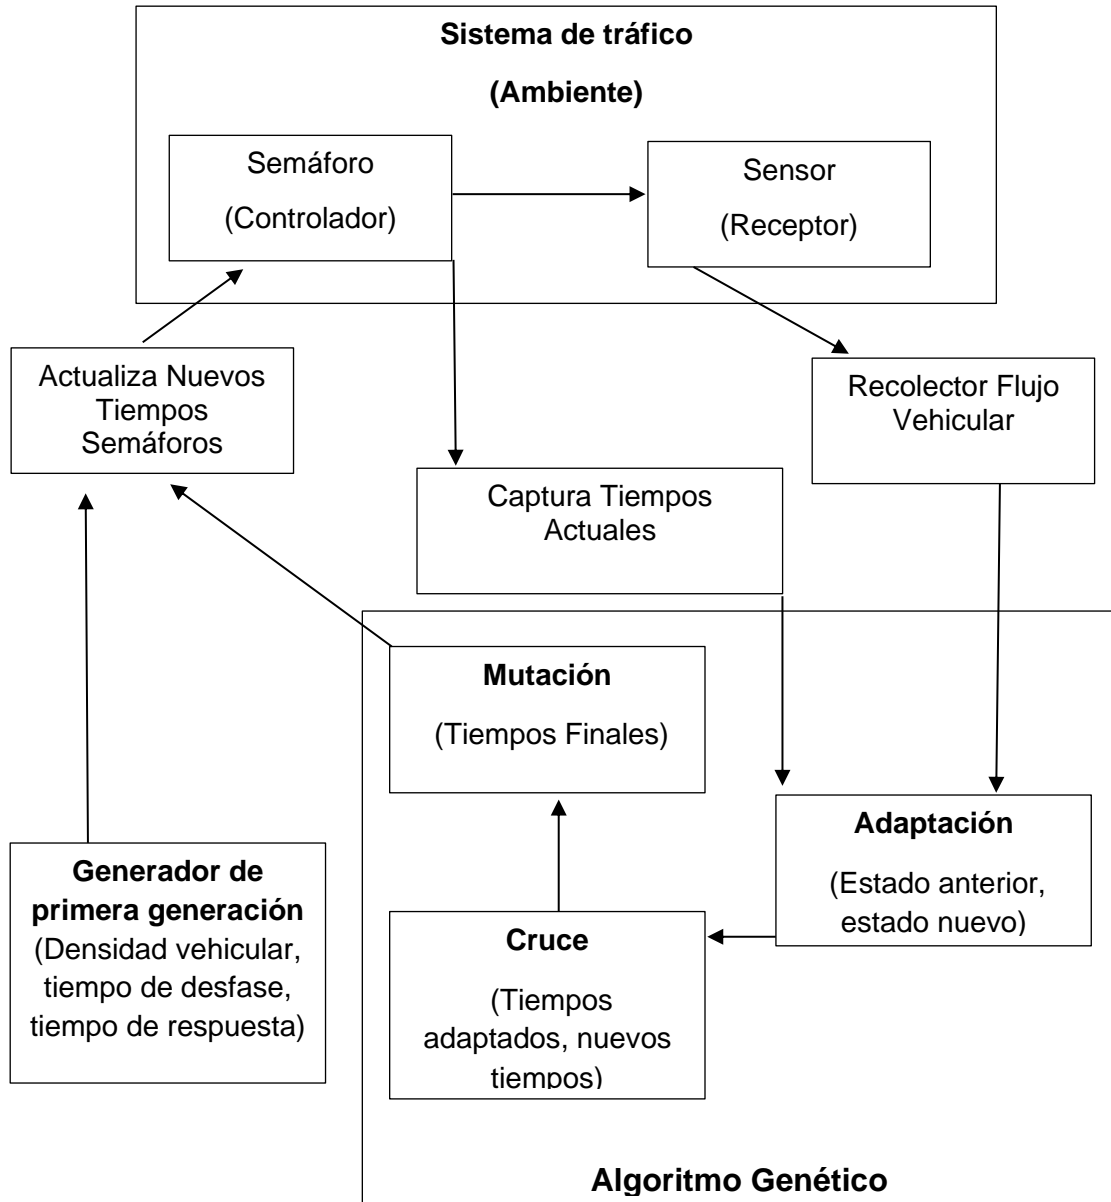 Sistema de tráfico
(Ambiente)
Semáforo
(Controlador)
Sensor
(Receptor)
Actualiza Nuevos
Tiempos
Semáforos
Recolector Flujo
Vehicular
Captura Tiempos
Actuales
Mutación
(Tiempos Finales)
Adaptación
(Estado anterior,
estado nuevo)
Generador de
primera generación
(Densidad vehicular,
tiempo de desfase,
tiempo de respuesta)
Cruce
(Tiempos
adaptados, nuevos
tiempos)
Algoritmo Genético